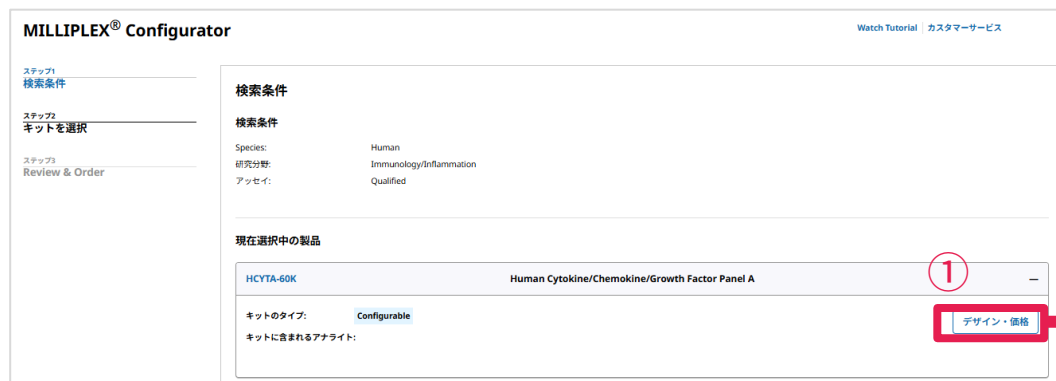 MILLIPLEX® Configurator
Watch Tutorial カスタマーサービス
ステップ1
検索条件
ステップ2
キットを選択
ステップ3
Review & Order
検索条件
検索条件
Species: Human
研究分野: Immunology/Inflammation
アッセイ: Qualified
現在選択中の製品
HCYTA-60K Human Cytokine/Chemokine/Growth Factor Panel A
①
キットのタイプ: Configurable
デザイン・価格
キットに含まれるアナライト: